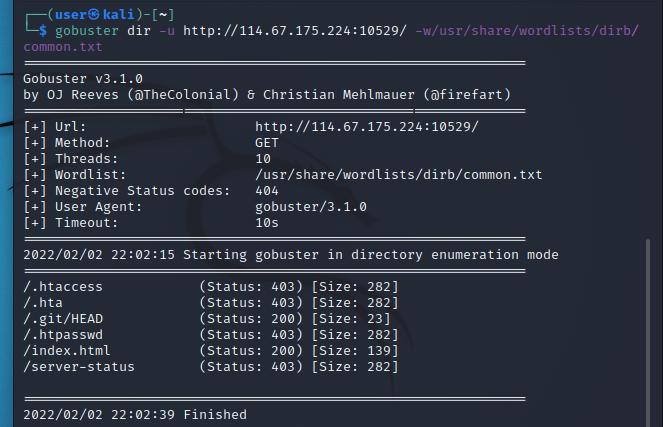 ┌──(user㉿kali)-[~]
└─$ gobuster dir -u http://114.67.175.224:10529/ -w/usr/share/wordlists/dirb/
common.txt
===============================================================
Gobuster v3.1.0
by OJ Reeves (@TheColonial) & Christian Mehlmauer (@firefart)
===============================================================
[+] Url:                     http://114.67.175.224:10529/
[+] Method:                  GET
[+] Threads:                 10
[+] Wordlist:                /usr/share/wordlists/dirb/common.txt
[+] Negative Status codes:   404
[+] User Agent:              gobuster/3.1.0
[+] Timeout:                 10s
===============================================================
2022/02/02 22:02:15 Starting gobuster in directory enumeration mode
===============================================================
/.htaccess            (Status: 403) [Size: 282]
/.hta                 (Status: 403) [Size: 282]
/.git/HEAD            (Status: 200) [Size: 23]
/.htpasswd            (Status: 403) [Size: 282]
/index.html           (Status: 200) [Size: 139]
/server-status        (Status: 403) [Size: 282]
===============================================================
2022/02/02 22:02:39 Finished